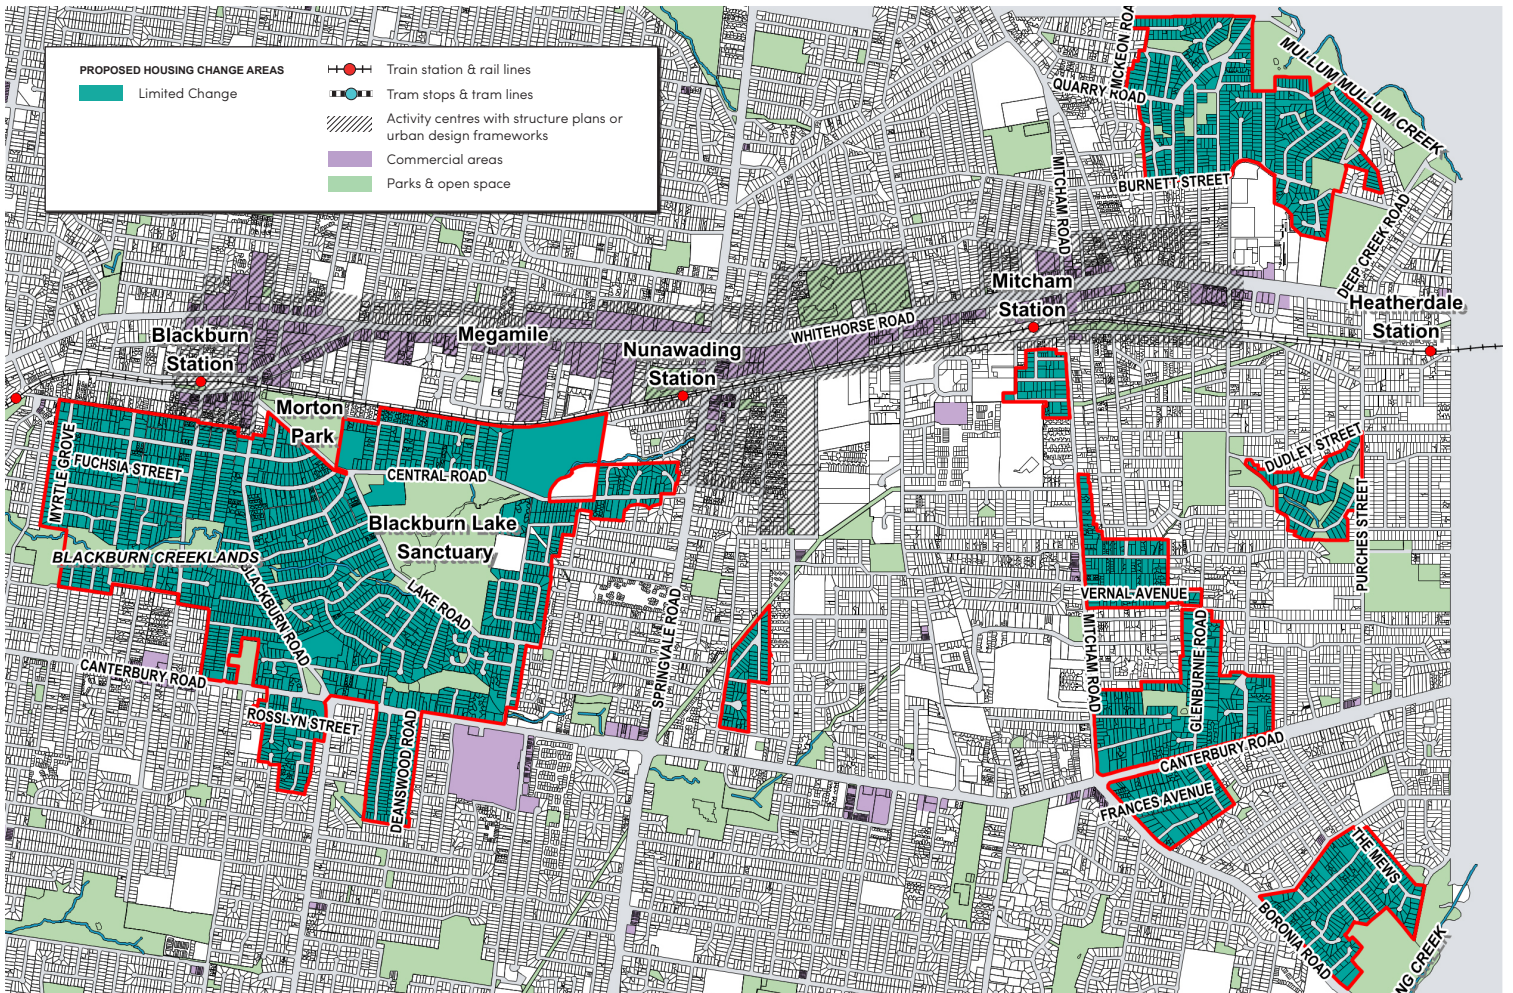 PROPOSED HOUSING CHANGE AREAS
Limited Change
Train station & rail lines
Tram stops & tram lines
Activity centres with structure plans or
urban design frameworks
Commercial areas
Parks & open space
MCKEON ROA
QUARRY ROAD
MULLUM MULLUM CREEK
BURNETT STREET
MITCHAM ROAD
DEEP CREEK ROAD
Mitcham
Station
Heatherdale
Station
WHITEHORSE ROAD
Blackburn
Station
Megamile
Nunawading
Station
Morton
Park
MYRTLE GROVE
FUCHSIA STREET
CENTRAL ROAD
DUDLEY STREET
PURCHES STREET
Blackburn Lake
Sanctuary
BLACKBURN CREEKLANDS
BLACKBURN ROAD
LAKE ROAD
SPRINGVALE ROAD
VERNAL AVENUE
MITCHAM ROAD
GLENBURNIE ROAD
CANTERBURY ROAD
ROSSLYN STREET
DEANSWOOD ROAD
CANTERBURY ROAD
FRANCES AVENUE
THE MEWS
BORONIA ROAD
NG CREEK